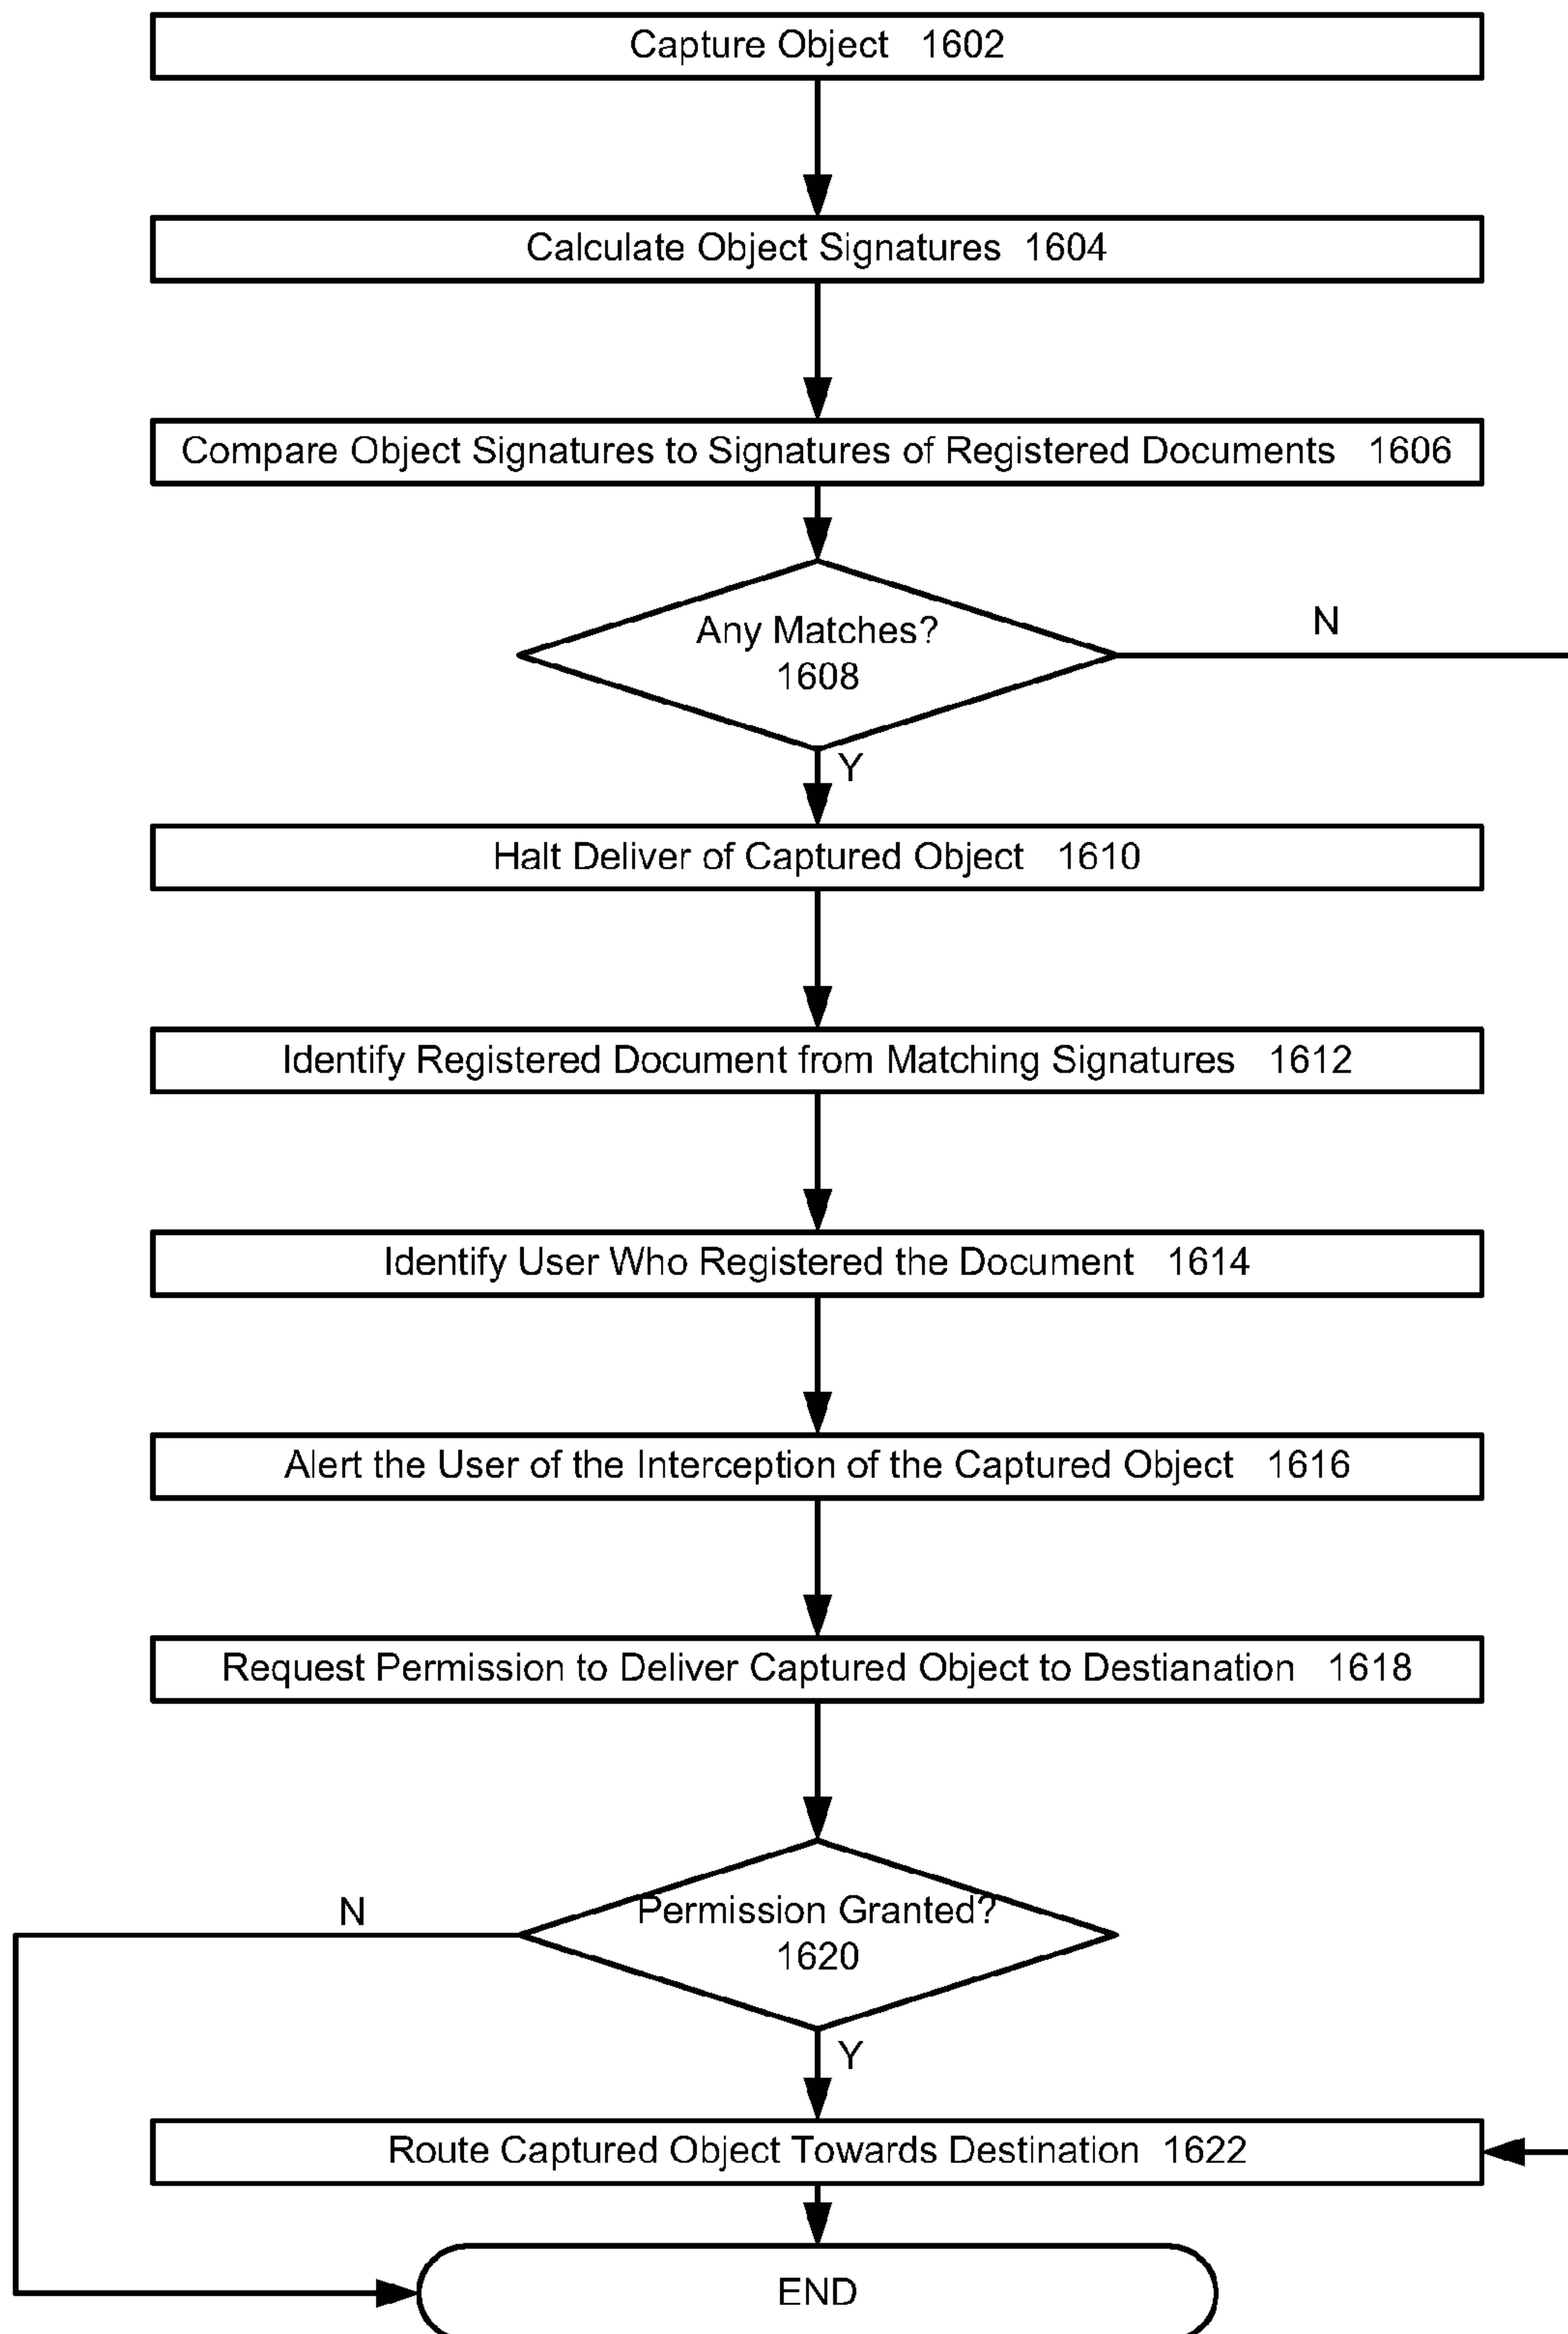 Capture Object 1602
Calculate Object Signatures 1604
Compare Object Signatures to Signatures of Registered Documents 1606
Any Matches?
1608
N
Y
Halt Deliver of Captured Object 1610
Identify Registered Document from Matching Signatures 1612
Identify User Who Registered the Document 1614
Alert the User of the Interception of the Captured Object 1616
Request Permission to Deliver Captured Object to Destianation 1618
Permission Granted?
1620
N
Y
Route Captured Object Towards Destination 1622
END